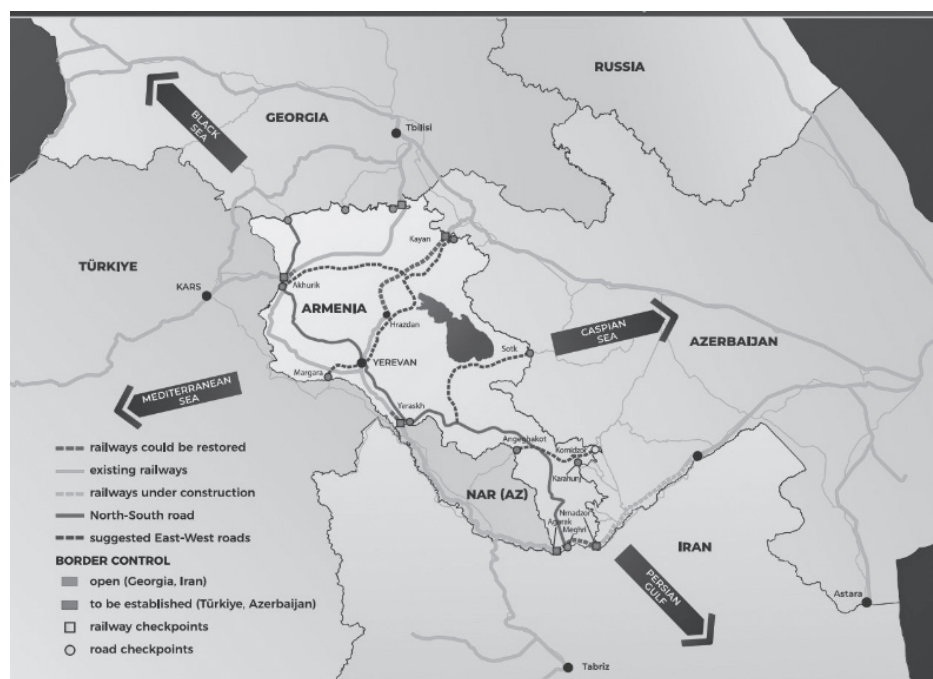 RUSSIA
BLACK
SEA
GEORGIA
Tbilisi
TÜRKIYE
Kayan
KARS
Akhurik
ARMENIA
Hrazdan
CASPIAN
SEA
AZERBAIJAN
Sotk
YEREVAN
Margara
MEDITERRANEAN
SEA
Yeraskh
Angeghakot
Komidzor
Karahunj
NAR (AZ)
Nrnadzor
Agarak
Meghri
IRAN
PERSIAN
GULF
Astara
Tabriz
railways could be restored
existing railways
railways under construction
North-South road
suggested East-West roads
BORDER CONTROL
open (Georgia, Iran)
to be established (Türkiye, Azerbaijan)
railway checkpoints
road checkpoints